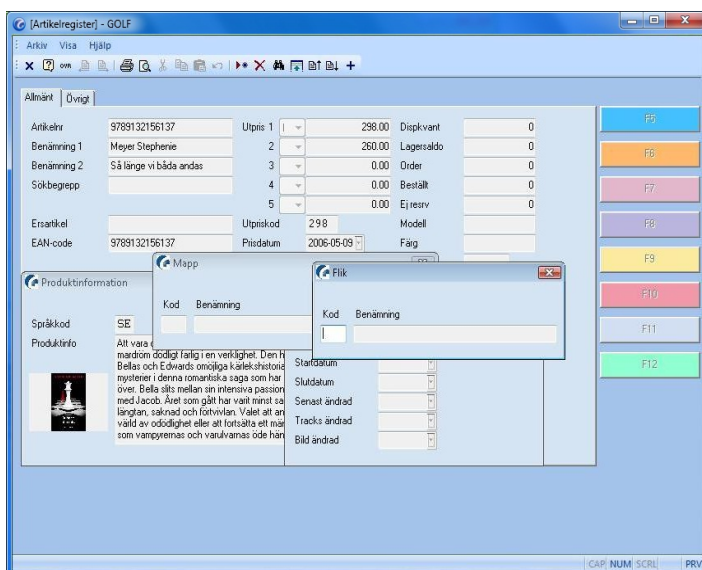 [Artikelregister] - GOLF
Arkiv Visa Hjälp
OVR
Allmänt Övrigt
Artikelnr 9789132156137 Utpris 1 298.00 Dispkvant 0
Benämning 1 Meyer Stephenie 2 260.00 Lagersaldo 0
Benämning 2 Så länge vi båda andas 3 0.00 Order 0
Sökbegrepp 4 0.00 Beställt 0
5 0.00 Ej resrv 0
Ersartikel Utpriskod 298 Modell
EAN-code 9789132156137 Prisdatum 2006-05-09 Färg
F5
F6
F7
F8
F9
F10
F11
F12
Mapp
Kod Benämning
Flik
Kod Benämning
Produktinformation
Språkkod SE
Produktinfo Att vara
mardröm dödligt farlig i en verklighet. Den h
Bellas och Edwards omöjliga kärlekshistoria
mysterier i denna romantiska saga som har
över. Bella slits mellan sin intensiva passion
med Jacob. Året som gått har varit minst sa
längtan, saknad och förtvivlan. Valet att an
värld av odödlighet eller att fortsätta ett mär
som vampyrernas och varulvarnas öde hän
Startdatum
Slutdatum
Senast ändrad
Tracks ändrad
Bild ändrad
CAP NUM SCRL PRV